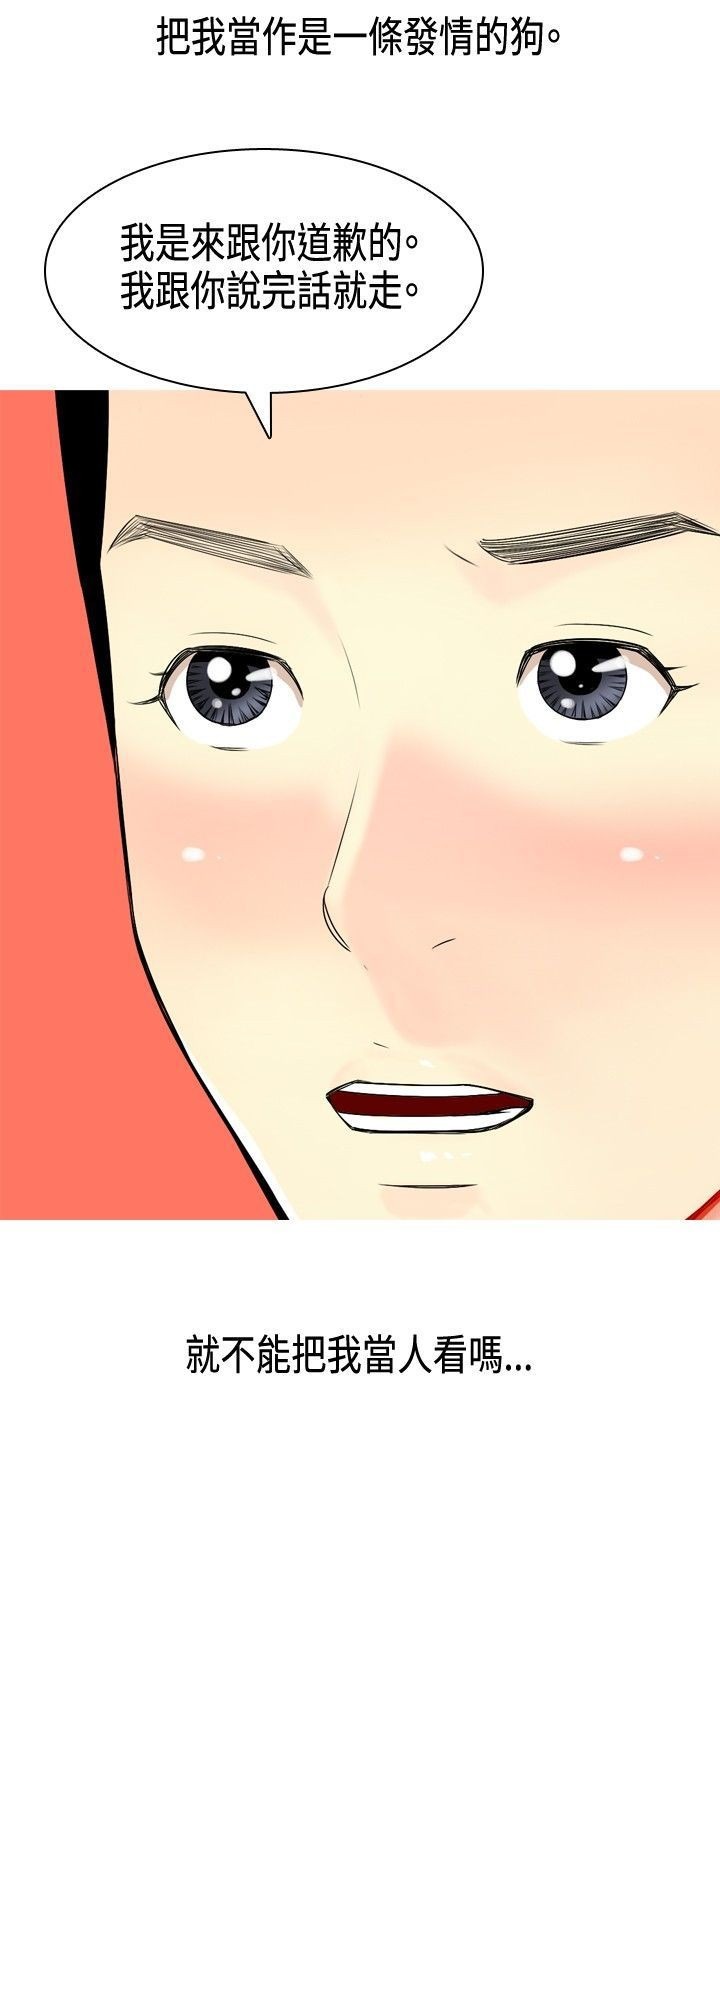 把我當作是一條發情的狗。
我是來跟你道歉的。
我跟你說完話就走。
就不能把我當人看嗎...